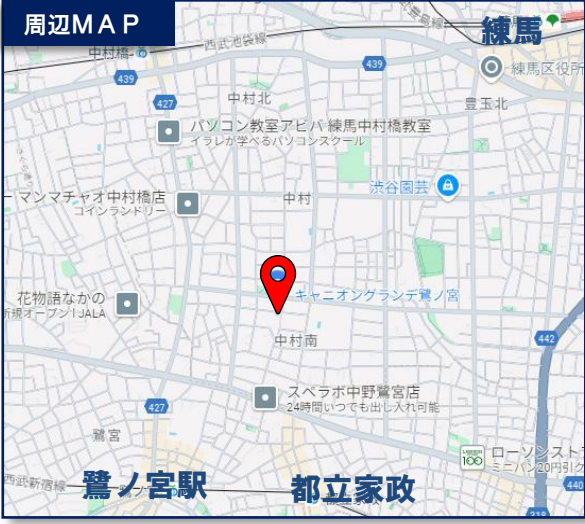 周辺MAP
西武池袋線
練馬
中村橋
439
439
練馬区役所
427
中村北
豊玉北
パソコン教室アビバ 練馬中村橋教室
イラレが学べるパソコンスクール
渋谷園芸
マンマチャオ中村橋店
コインランドリー
中村
キャニオングランデ鷺ノ宮
花物語なかの
新規オープン | JALA
中村南
442
スペラボ中野鷺宮店
24時間いつでも出し入れ可能
427
鷺宮
LAWSON
100
ローソンスト
ミニパン20円引ク
西武新宿線
鷺ノ宮駅
都立家政
440
318